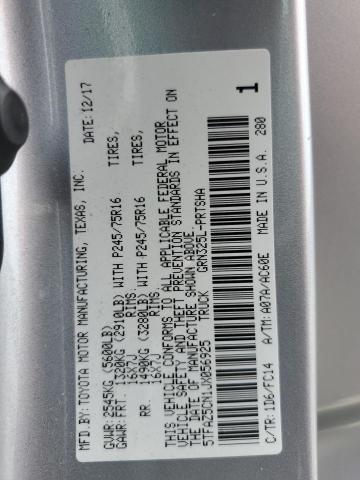 MFD.BY: TOYOTA MOTOR MANUFACTURING, TEXAS, INC. DATE: 12/17
GVWR: 2545KG (5600LB)
GAWR: FRT. 1320KG (2910LB) WITH P245/75R16 TIRES,
16X7J RIMS
RR. 1490KG (3280LB) WITH P245/75R16 TIRES,
16X7J RIMS
THIS VEHICLE CONFORMS TO ALL APPLICABLE FEDERAL MOTOR
VEHICLE SAFETY AND THEFT PREVENTION STANDARDS IN EFFECT ON
THE DATE OF MANUFACTURE SHOWN ABOVE.
5TFAZ5CN1JX056925 TRUCK GRN325L-PRTSHA
C/TR: 1D6/FC14 A/TM: A07A/AC60E
MADE IN U.S.A. 280
1